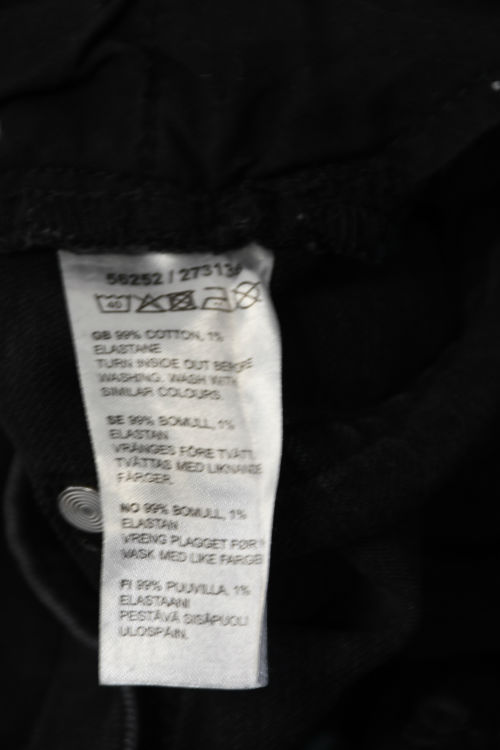 56252 / 27313
40
GB 99% COTTON, 1%
ELASTANE
TURN INSIDE OUT BEFORE
WASHING. WASH WITH
SIMILAR COLOURS.
SE 99% BOMULL, 1%
ELASTAN
VRÄNGES FÖRE TVÄTT.
TVÄTTAS MED LIKNANDE
FÄRGER.
NO 99% BOMULL, 1%
ELASTAN
VRENG PLAGGET FØR
VASK MED LIKE FARGE
FI 99% PUUVILLA, 1%
ELASTAANI
PESTÄVÄ SISÄPUOLI
ULOSPÄIN.